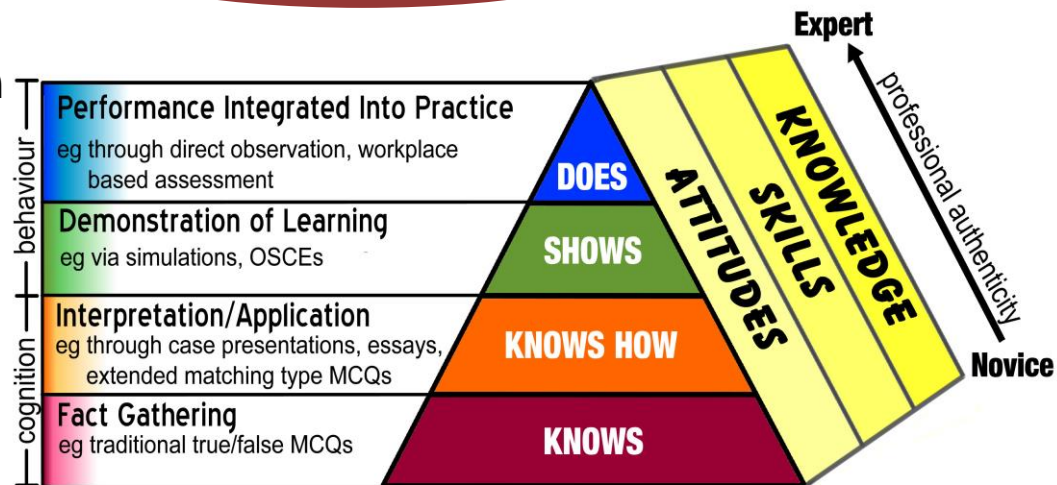 Expert
Performance Integrated Into Practice
eg through direct observation, workplace
based assessment
DOES
Demonstration of Learning
eg via simulations, OSCEs
SHOWS
Interpretation/Application
eg through case presentations, essays,
extended matching type MCQs
KNOWS HOW
Fact Gathering
eg traditional true/false MCQs
KNOWS
behaviour
cognition
ATTITUDES
SKILLS
KNOWLEDGE
professional authenticity
Novice